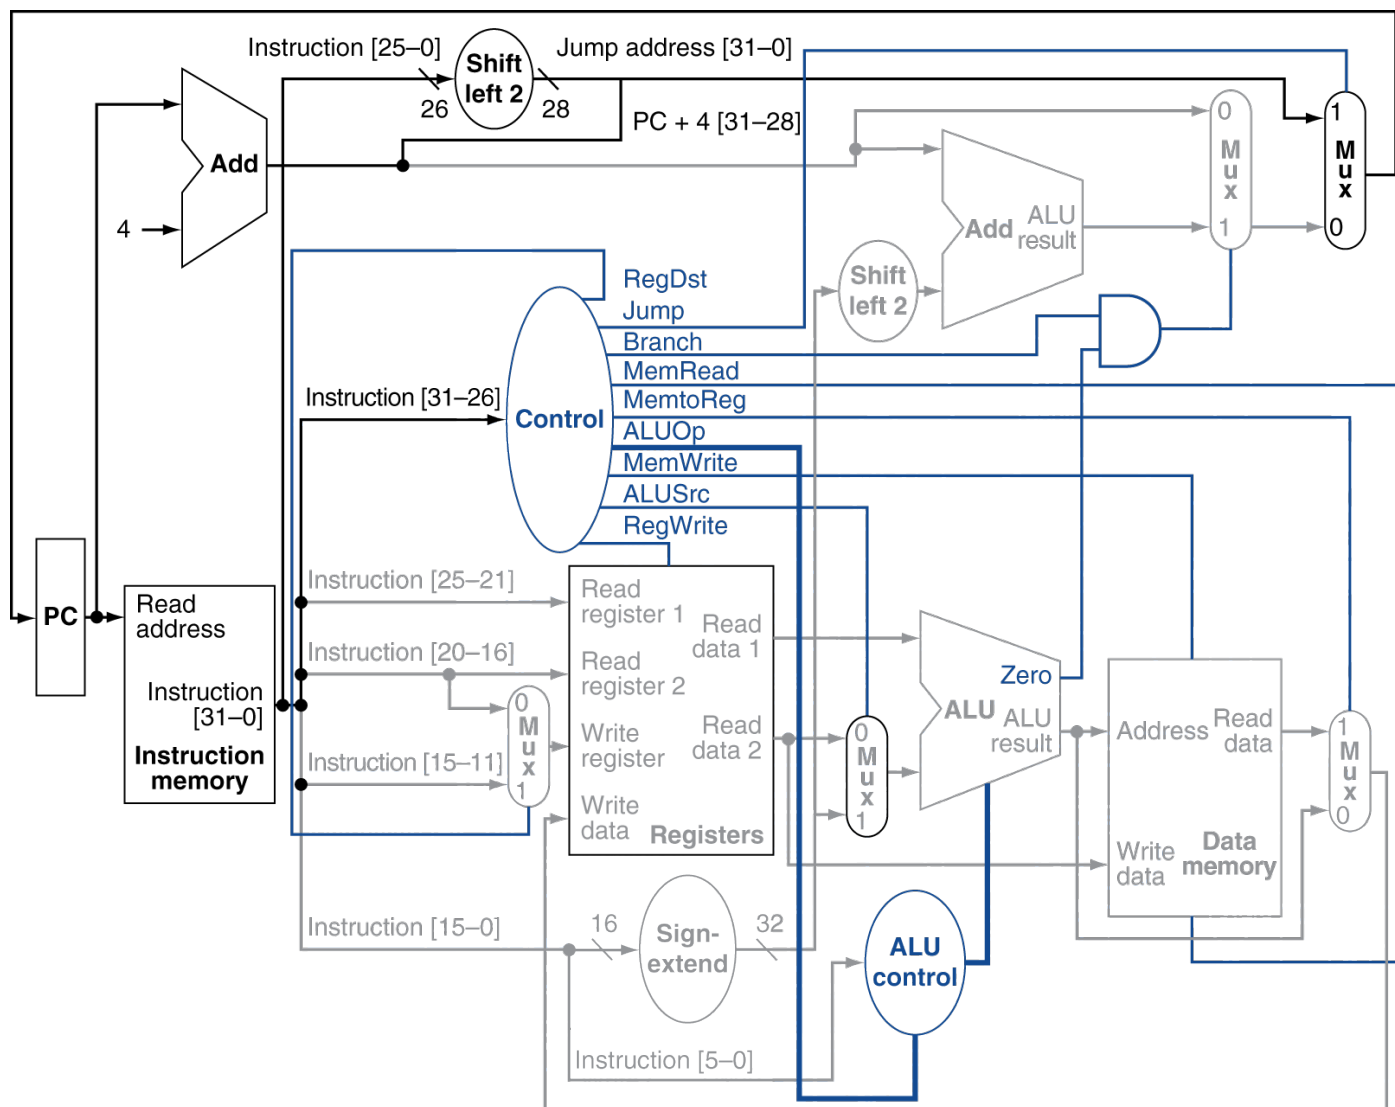 Instruction [25–0]
Shift
left 2
Jump address [31–0]
26
28
PC + 4 [31–28]
Add
4
0
M
u
x
1
1
M
u
x
0
Add
ALU
result
Shift
left 2
RegDst
Jump
Branch
MemRead
MemtoReg
ALUOp
MemWrite
ALUSrc
RegWrite
Control
Instruction [31–26]
PC
Read
address
Instruction
[31–0]
Instruction
memory
Instruction [25–21]
Instruction [20–16]
Instruction [15–11]
0
M
u
x
1
Read
register 1
Read
register 2
Write
register
Write
data
Read
data 1
Read
data 2
Registers
0
M
u
x
1
Zero
ALU
ALU
result
Address
Read
data
Write
data
Data
memory
1
M
u
x
0
Instruction [15–0]
16
Sign-
extend
32
ALU
control
Instruction [5–0]